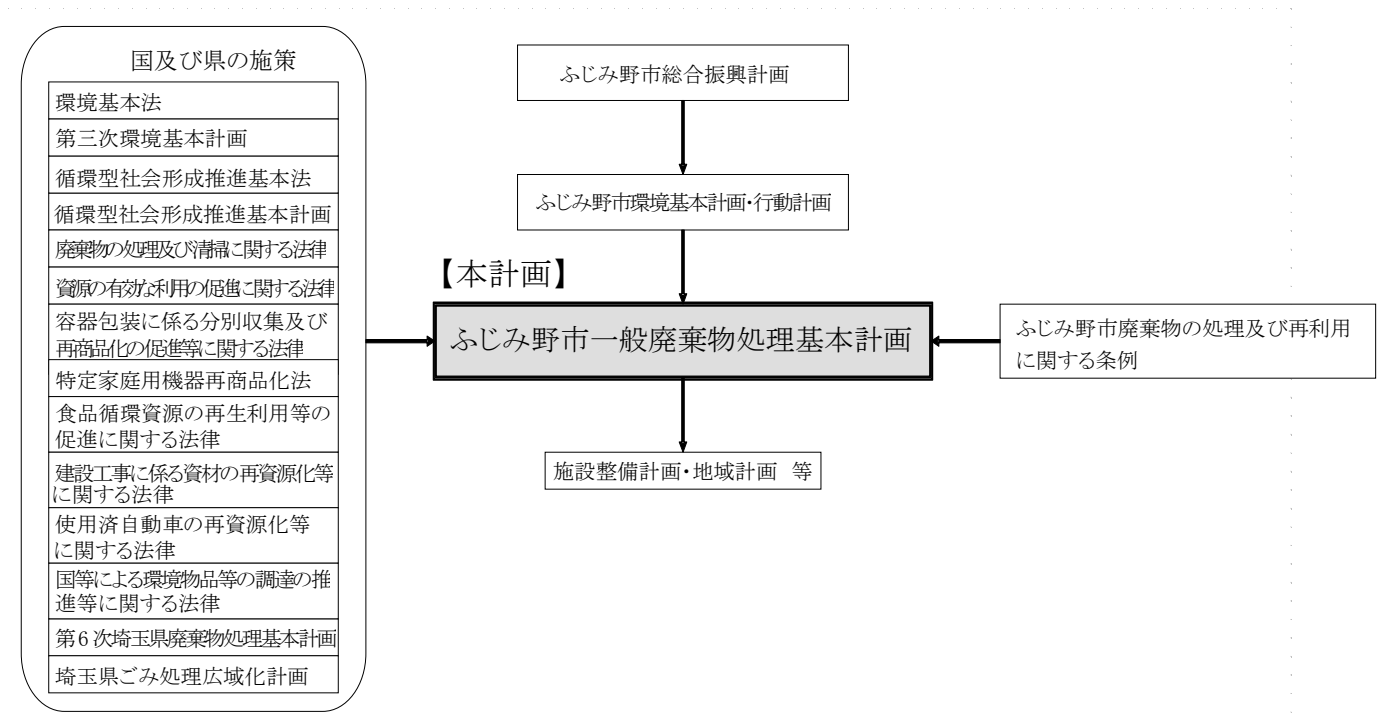 国及び県の施策
環境基本法
第三次環境基本計画
循環型社会形成推進基本法
循環型社会形成推進基本計画
廃棄物の処理及び清掃に関する法律
資源の有効な利用の促進に関する法律
容器包装に係る分別収集及び
再商品化の促進等に関する法律
特定家庭用機器再商品化法
食品循環資源の再生利用等の
促進に関する法律
建設工事に係る資材の再資源化等
に関する法律
使用済自動車の再資源化等
に関する法律
国等による環境物品等の調達の推
進等に関する法律
第6次埼玉県廃棄物処理基本計画
埼玉県ごみ処理広域化計画
ふじみ野市総合振興計画
ふじみ野市環境基本計画・行動計画
【本計画】
ふじみ野市一般廃棄物処理基本計画
施設整備計画・地域計画 等
ふじみ野市廃棄物の処理及び再利用
に関する条例